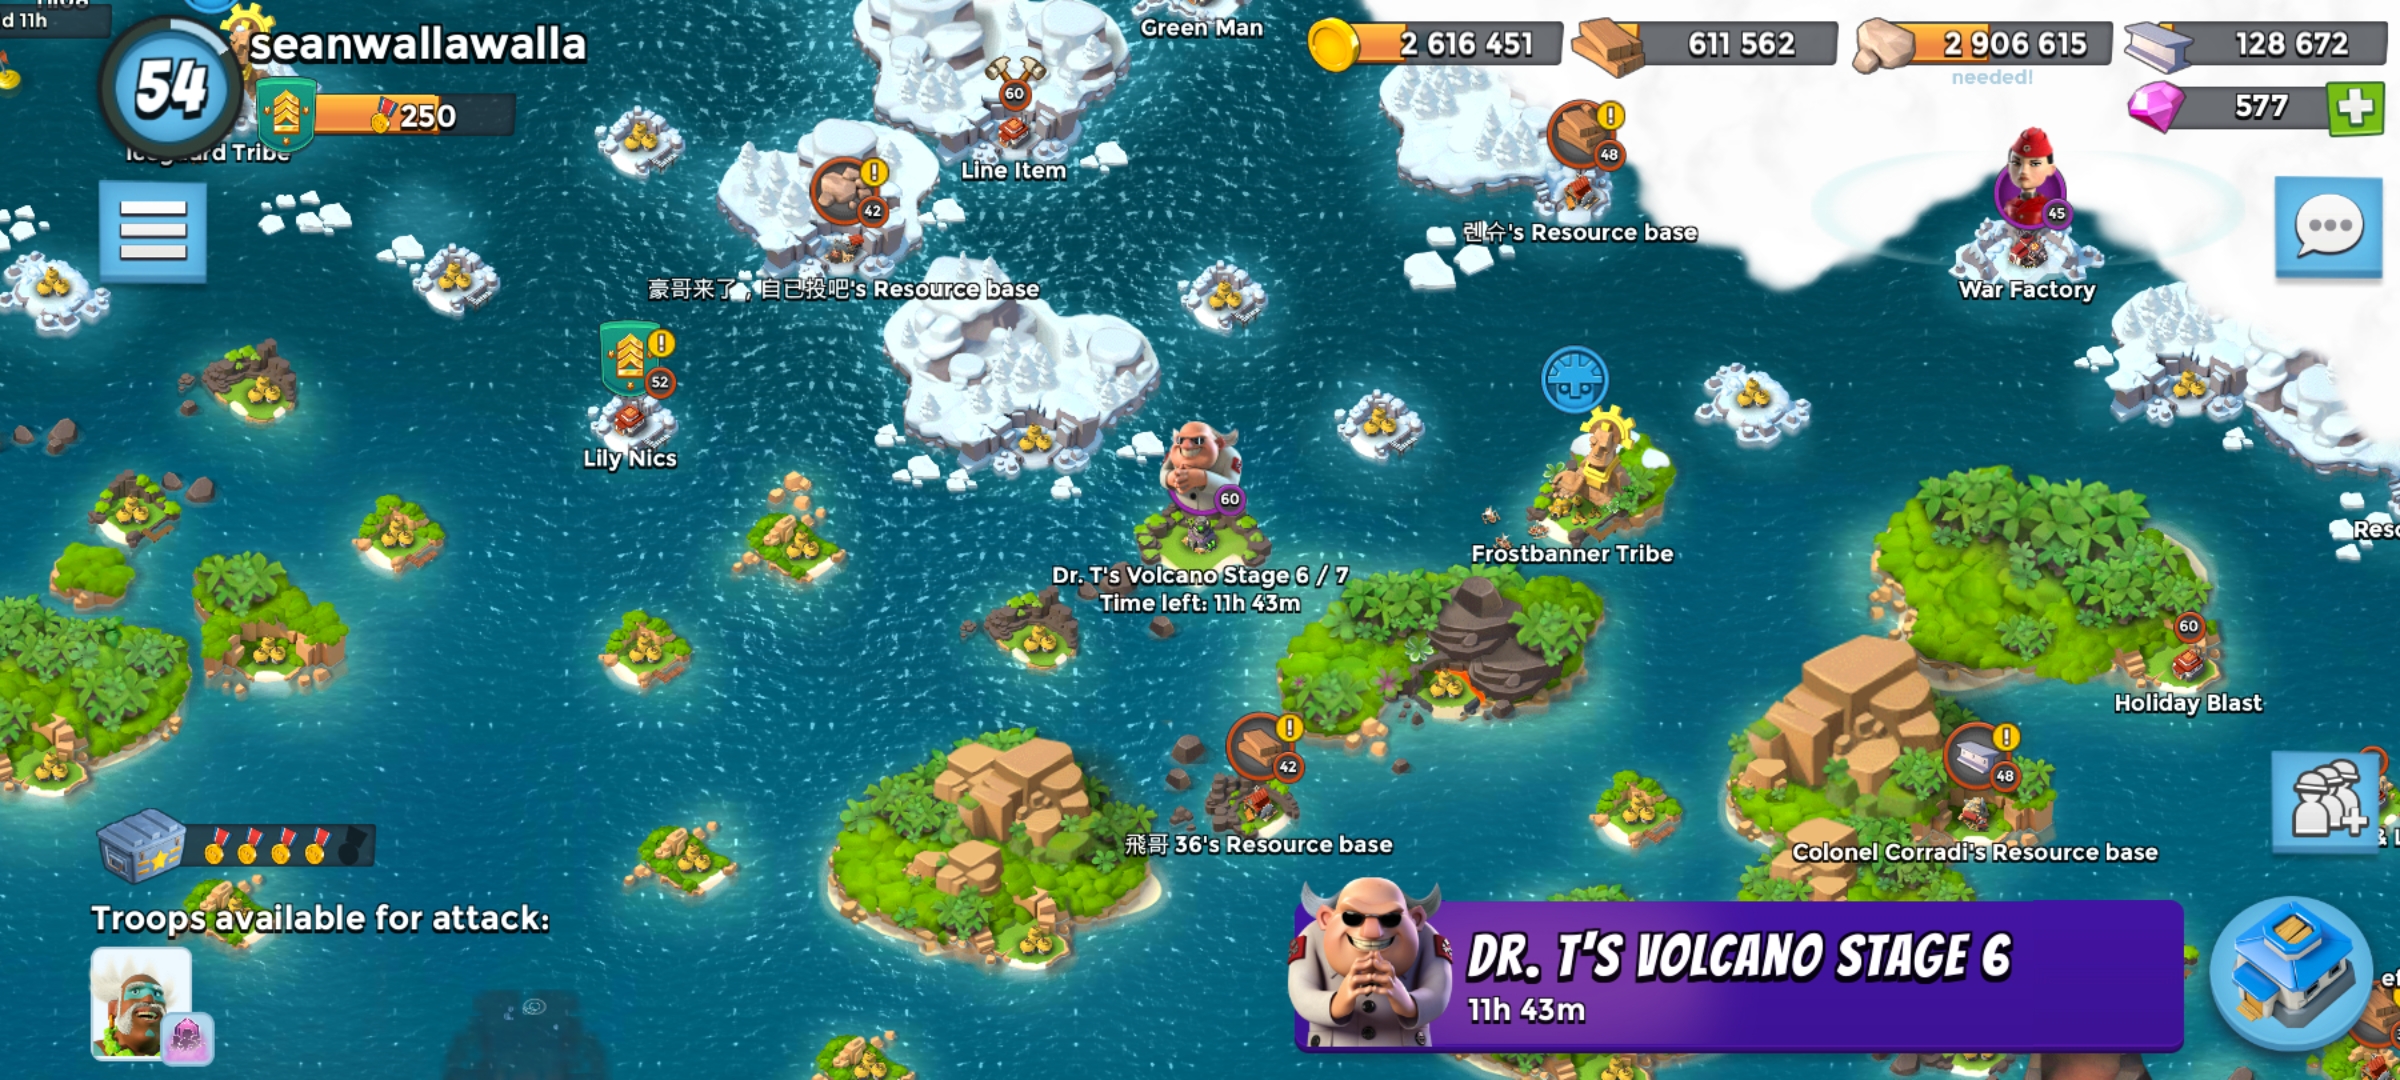 d 11h
54
seanwallawalla
250
Green Man
2 616 451
611 562
2 906 615
128 672
needed!
577
60
Line Item
42
豪哥来了，自已投吧's Resource base
48
렌슈's Resource base
45
War Factory
52
Lily Nics
60
Dr. T's Volcano Stage 6 / 7
Time left: 11h 43m
Frostbanner Tribe
60
Holiday Blast
42
飛哥 36's Resource base
48
Colonel Corradi's Resource base
Troops available for attack:
DR. T'S VOLCANO STAGE 6
11h 43m